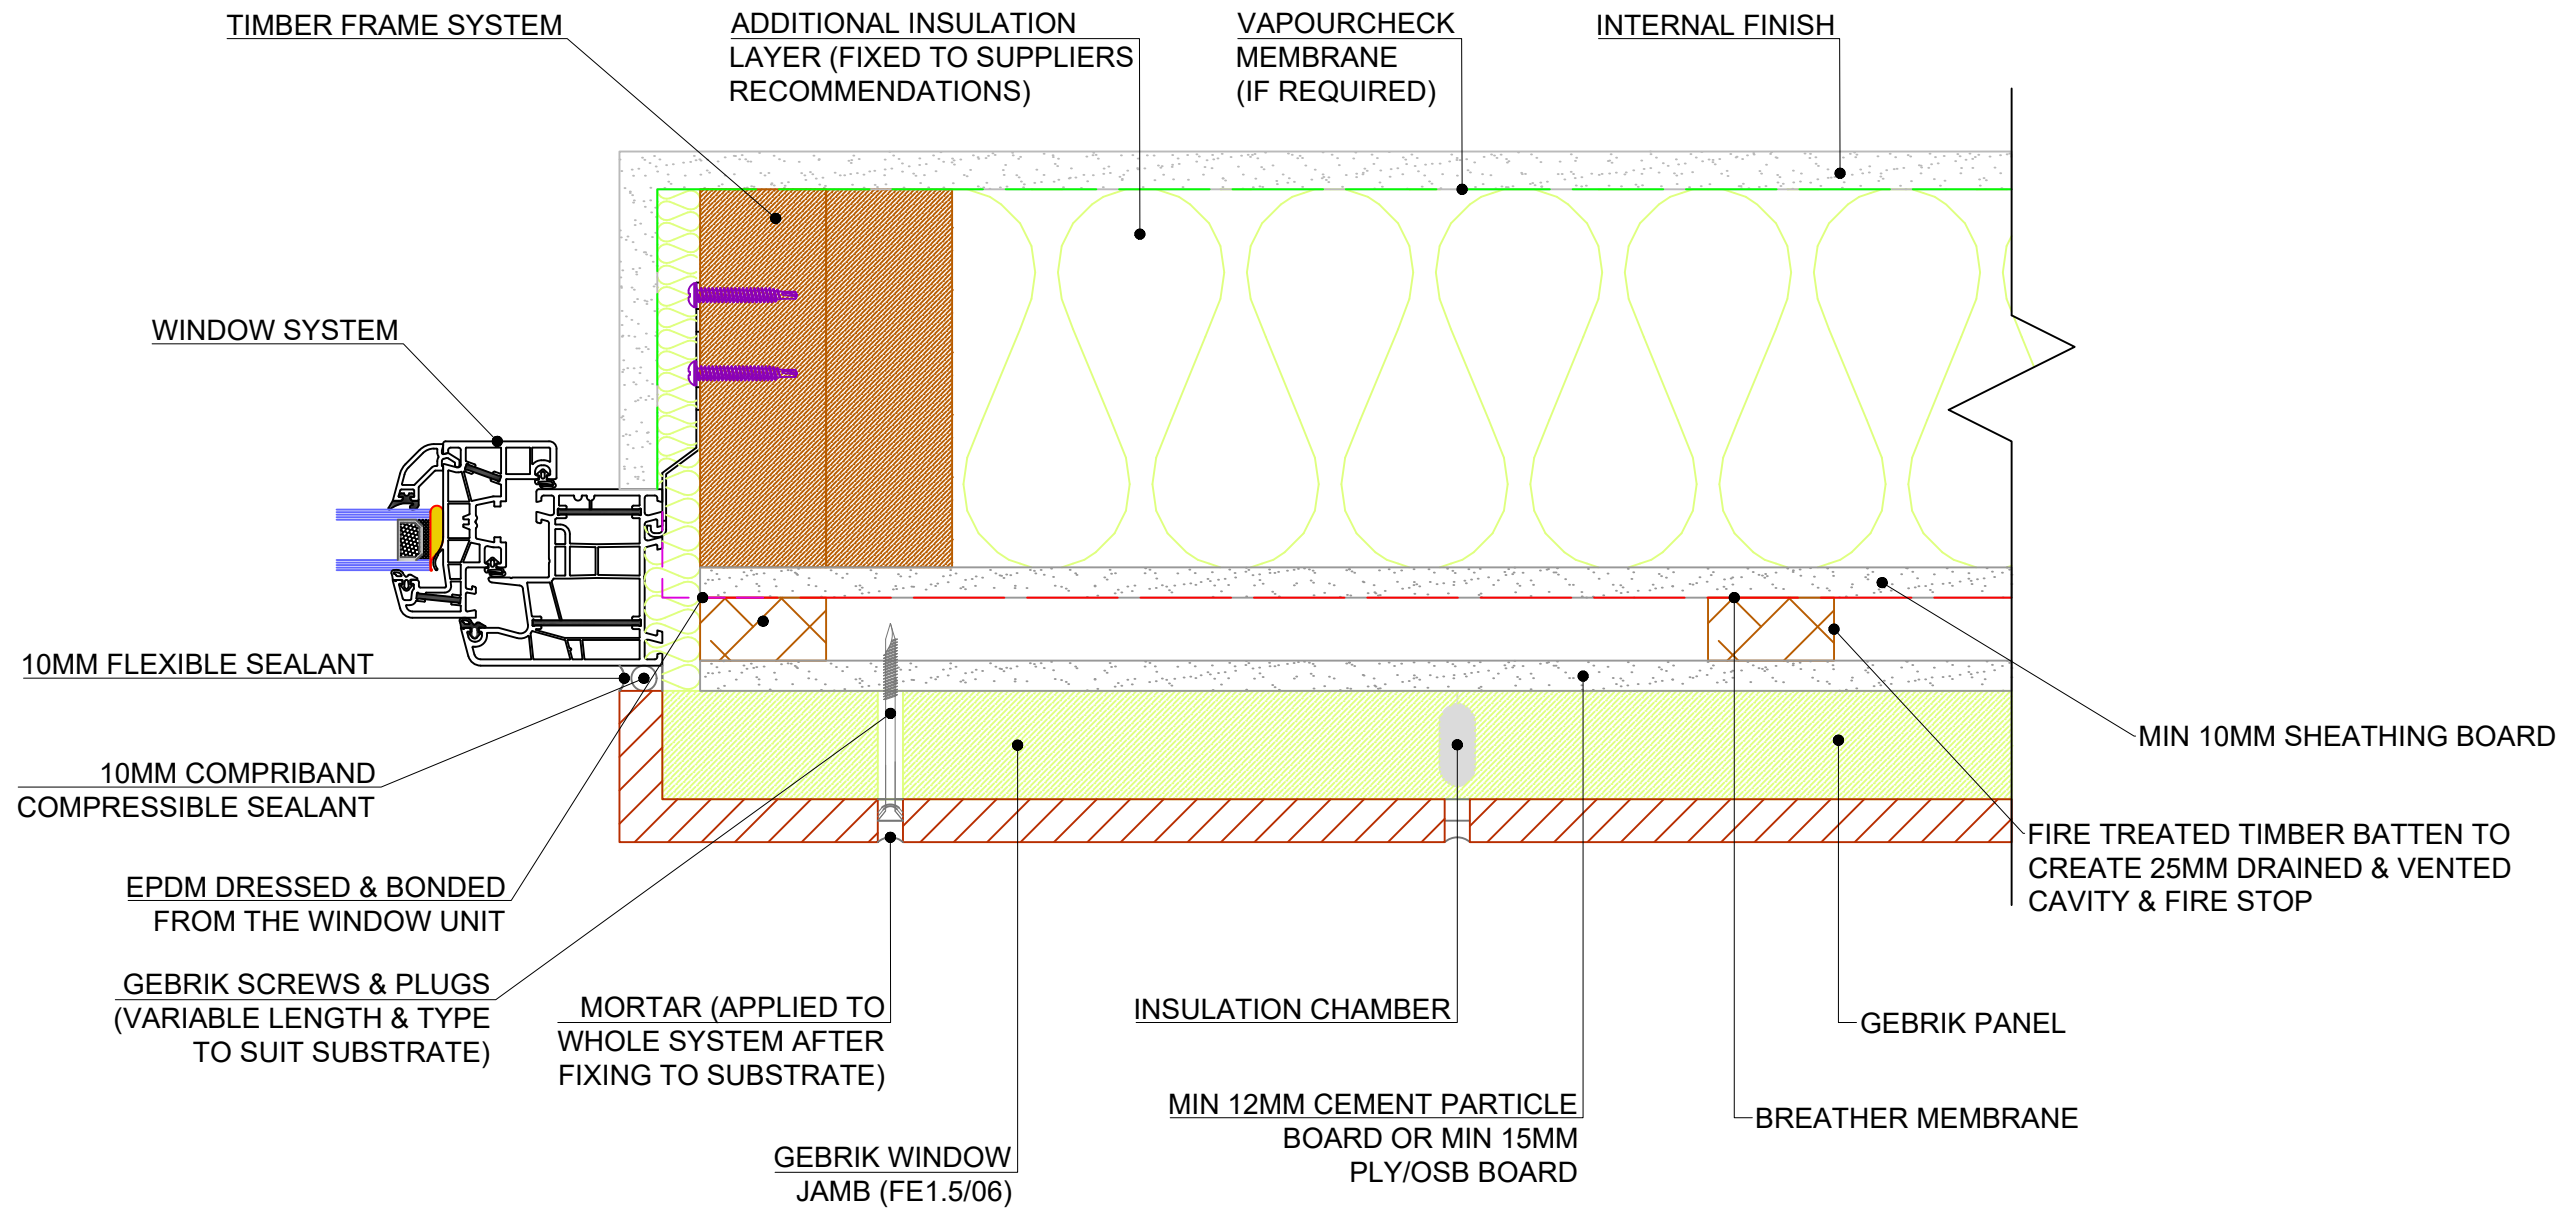 TIMBER FRAME SYSTEM
ADDITIONAL INSULATION
LAYER (FIXED TO SUPPLIERS
RECOMMENDATIONS)
VAPOURCHECK
MEMBRANE
(IF REQUIRED)
INTERNAL FINISH
WINDOW SYSTEM
10MM FLEXIBLE SEALANT
10MM COMPRIBAND
COMPRESSIBLE SEALANT
EPDM DRESSED & BONDED
FROM THE WINDOW UNIT
GEBRIK SCREWS & PLUGS
(VARIABLE LENGTH & TYPE
TO SUIT SUBSTRATE)
MORTAR (APPLIED TO
WHOLE SYSTEM AFTER
FIXING TO SUBSTRATE)
GEBRIK WINDOW
JAMB (FE1.5/06)
INSULATION CHAMBER
MIN 12MM CEMENT PARTICLE
BOARD OR MIN 15MM
PLY/OSB BOARD
BREATHER MEMBRANE
GEBRIK PANEL
FIRE TREATED TIMBER BATTEN TO
CREATE 25MM DRAINED & VENTED
CAVITY & FIRE STOP
MIN 10MM SHEATHING BOARD